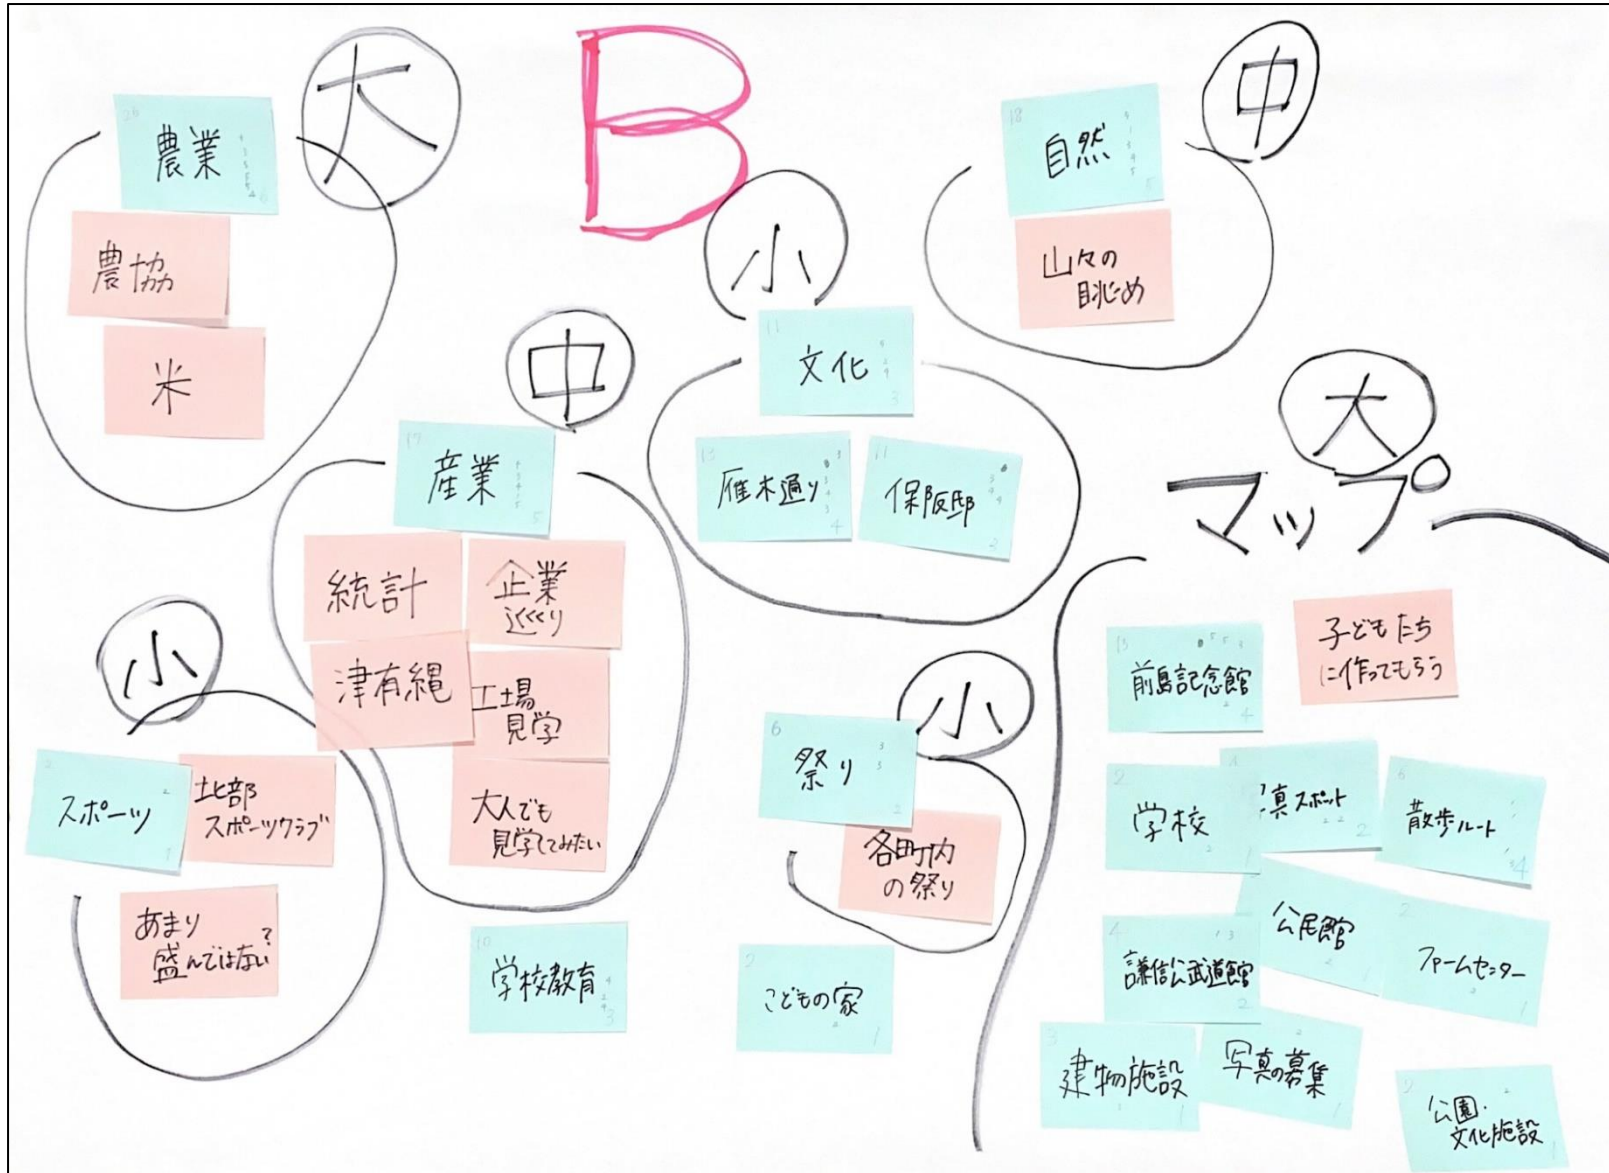 大
B
中
農業
農協
米
小
自然
山々の
眺め
文化
雁木通り
保阪邸
中
産業
統計
企業
巡り
津有縄
工場
見学
大人でも
見学してみたい
大
マップ
子どもたち
に作ってもらう
前島記念館
学校
真スポット
散歩ルート
公民館
ファームセンター
謙信公武道館
建物施設
写真の募集
公園・
文化施設
小
スポーツ
北部
スポーツクラブ
あまり
盛んではない?
小
祭り
各町内
の祭り
学校教育
こどもの家